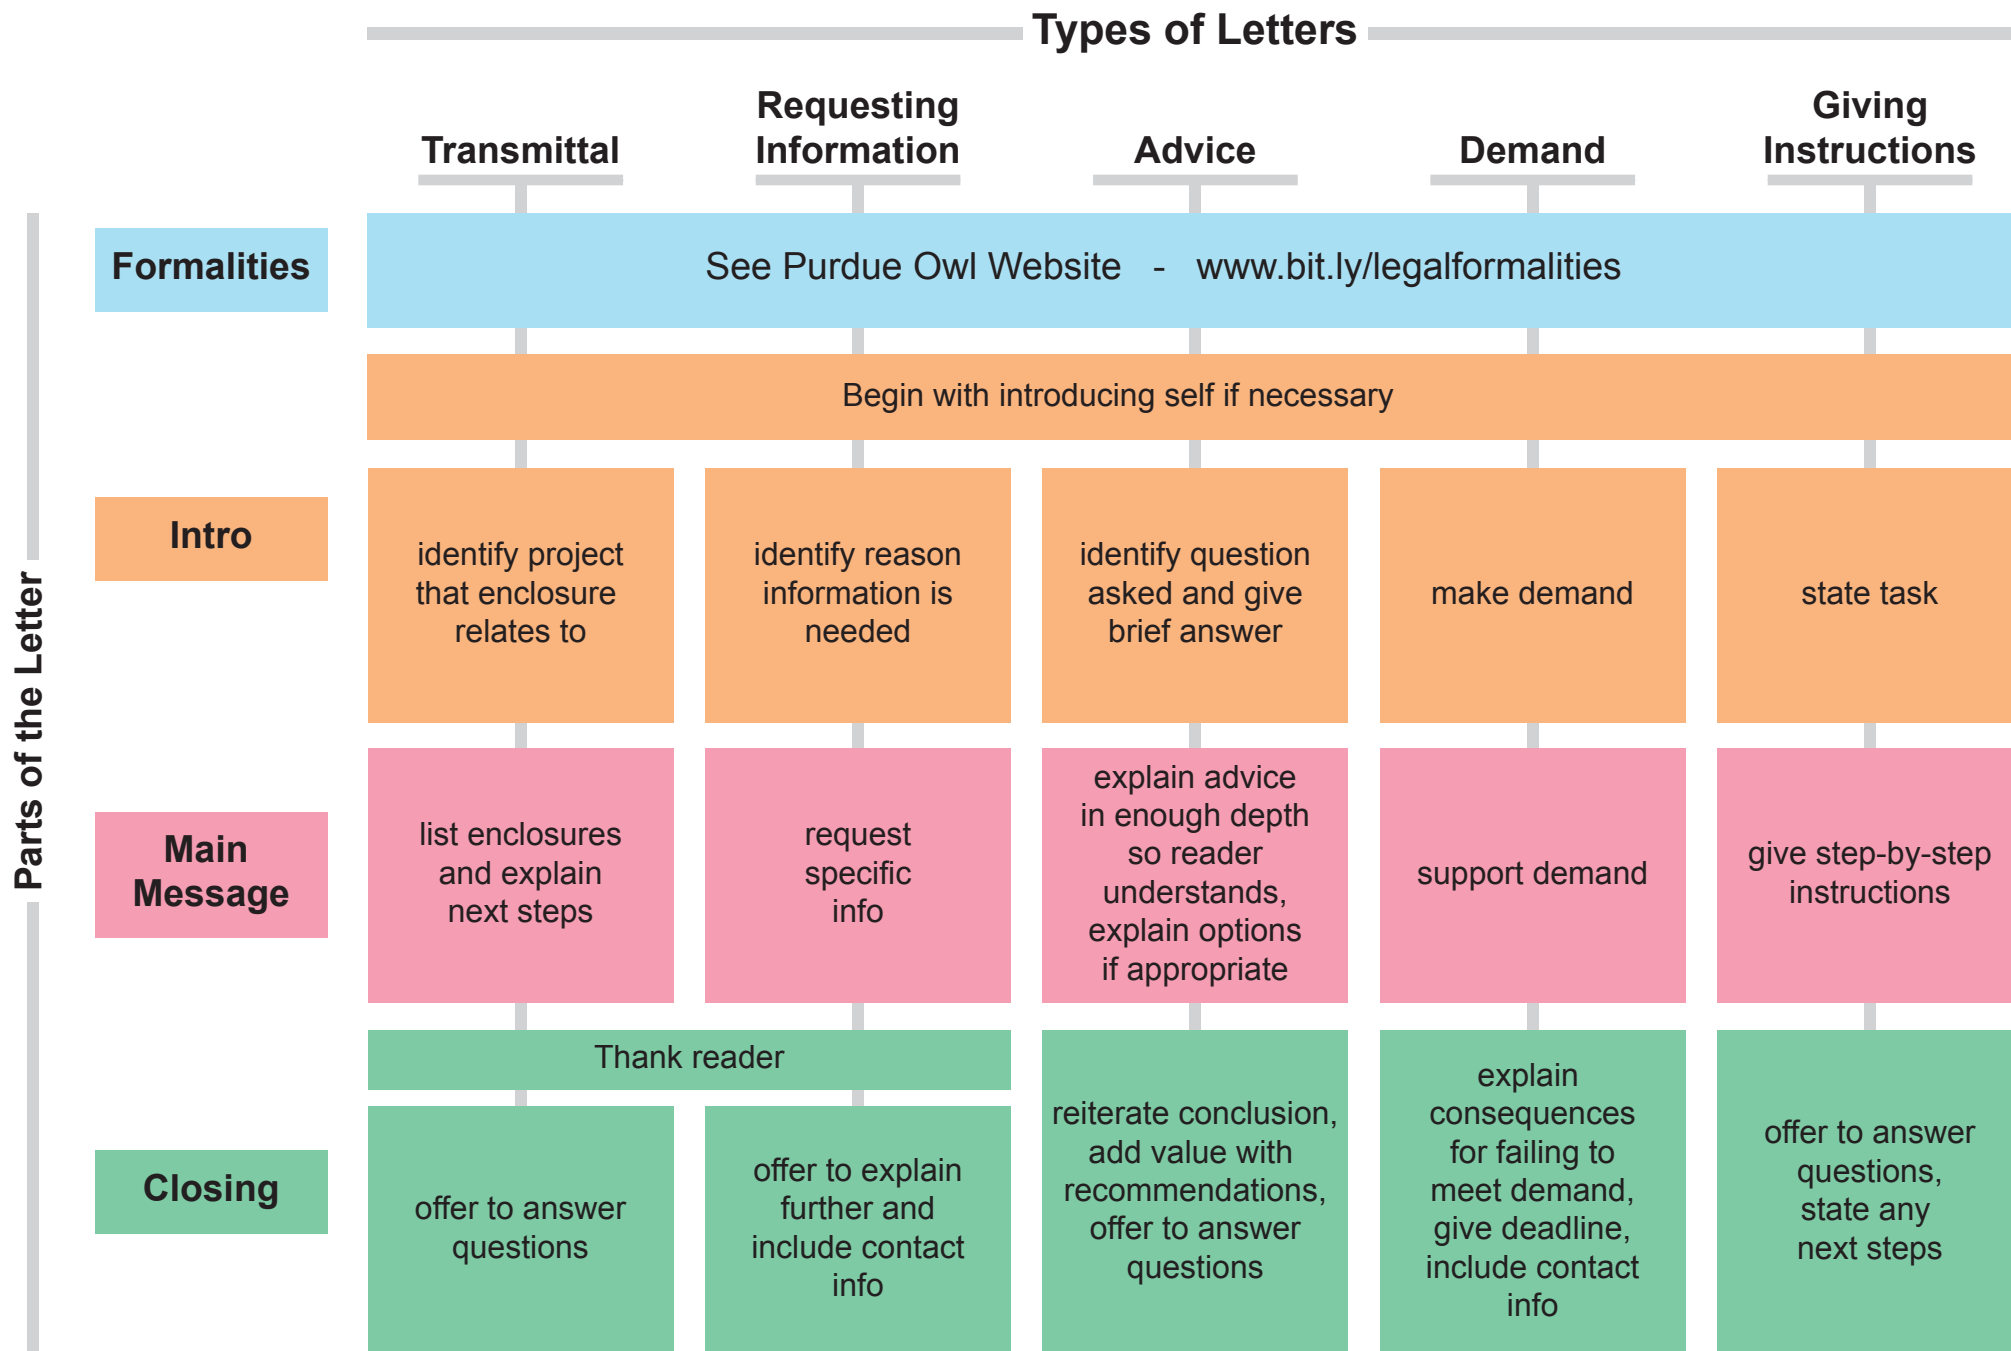 Types of Letters
Transmittal
Requesting
Information
Advice
Demand
Giving
Instructions
Parts of the Letter
Formalities
See Purdue Owl Website - www.bit.ly/legalformalities
Begin with introducing self if necessary
Intro
identify project
that enclosure
relates to
identify reason
information is
needed
identify question
asked and give
brief answer
make demand
state task
Main
Message
list enclosures
and explain
next steps
request
specific
info
explain advice
in enough depth
so reader
understands,
explain options
if appropriate
support demand
give step-by-step
instructions
Closing
Thank reader
offer to answer
questions
offer to explain
further and
include contact
info
reiterate conclusion,
add value with
recommendations,
offer to answer
questions
explain
consequences
for failing to
meet demand,
give deadline,
include contact
info
offer to answer
questions,
state any
next steps